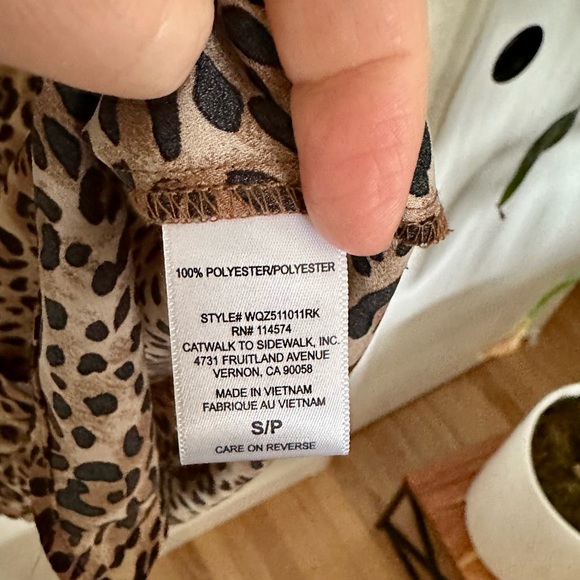 100% POLYESTER/POLYESTER
STYLE# WQZ511011RK
RN# 114574
CATWALK TO SIDEWALK, INC.
4731 FRUITLAND AVENUE
VERNON, CA 90058
MADE IN VIETNAM
FABRIQUE AU VIETNAM
S/P
CARE ON REVERSE